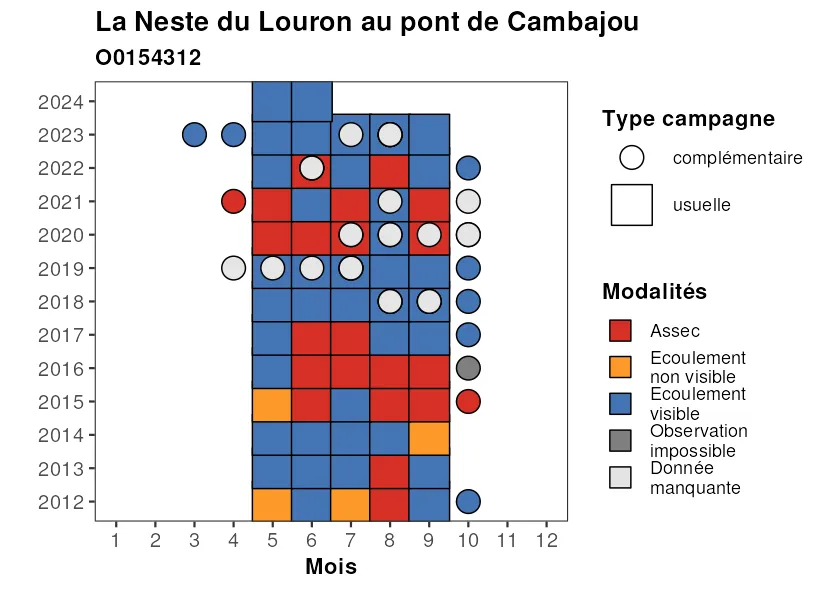 La Neste du Louron au pont de Cambajou
O0154312
2024
2023
2022
2021
2020
2019
2018
2017
2016
2015
2014
2013
2012
1 2 3 4 5 6 7 8 9 10 11 12
Mois
Type campagne
complémentaire
usuelle
Modalités
Assec
Ecoulement
non visible
Ecoulement
visible
Observation
impossible
Donnée
manquante